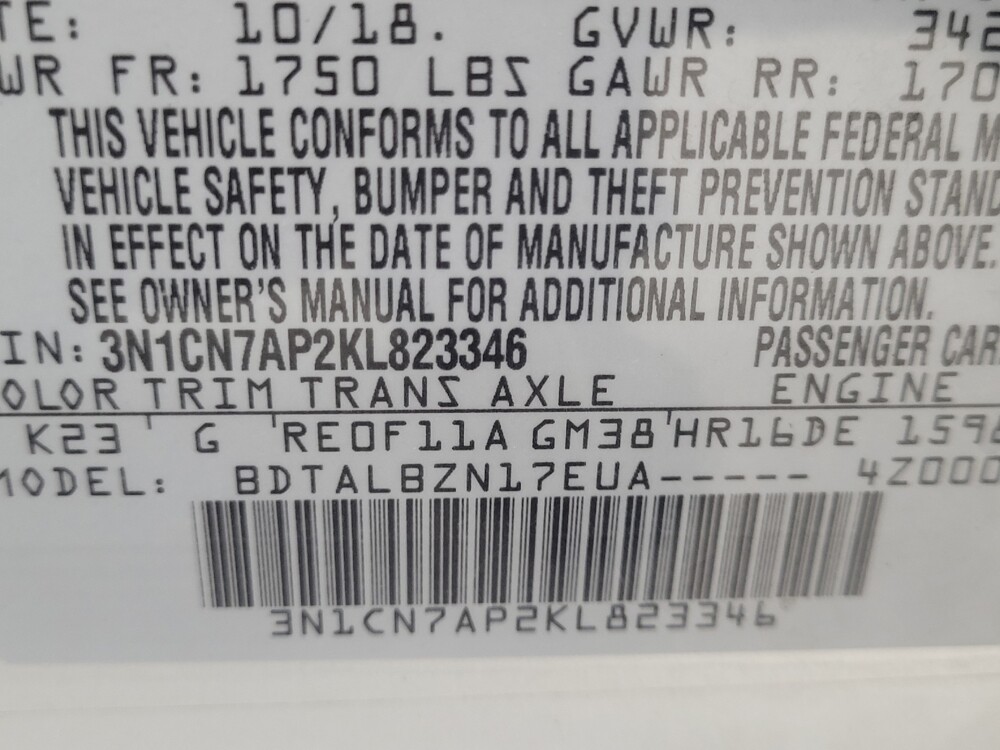 TE: 10/18. GVWR: 342
WR FR: 1750 LBS GAWR RR: 170
THIS VEHICLE CONFORMS TO ALL APPLICABLE FEDERAL M
VEHICLE SAFETY, BUMPER AND THEFT PREVENTION STAND
IN EFFECT ON THE DATE OF MANUFACTURE SHOWN ABOVE.
SEE OWNER'S MANUAL FOR ADDITIONAL INFORMATION.
IN: 3N1CN7AP2KL823346 PASSENGER CAR
OLOR TRIM TRANS AXLE ENGINE
K23 G RE0F11A GM38 HR16DE 1598
MODEL: BDTALBZN17EUA----- 4Z000
3N1CN7AP2KL823346